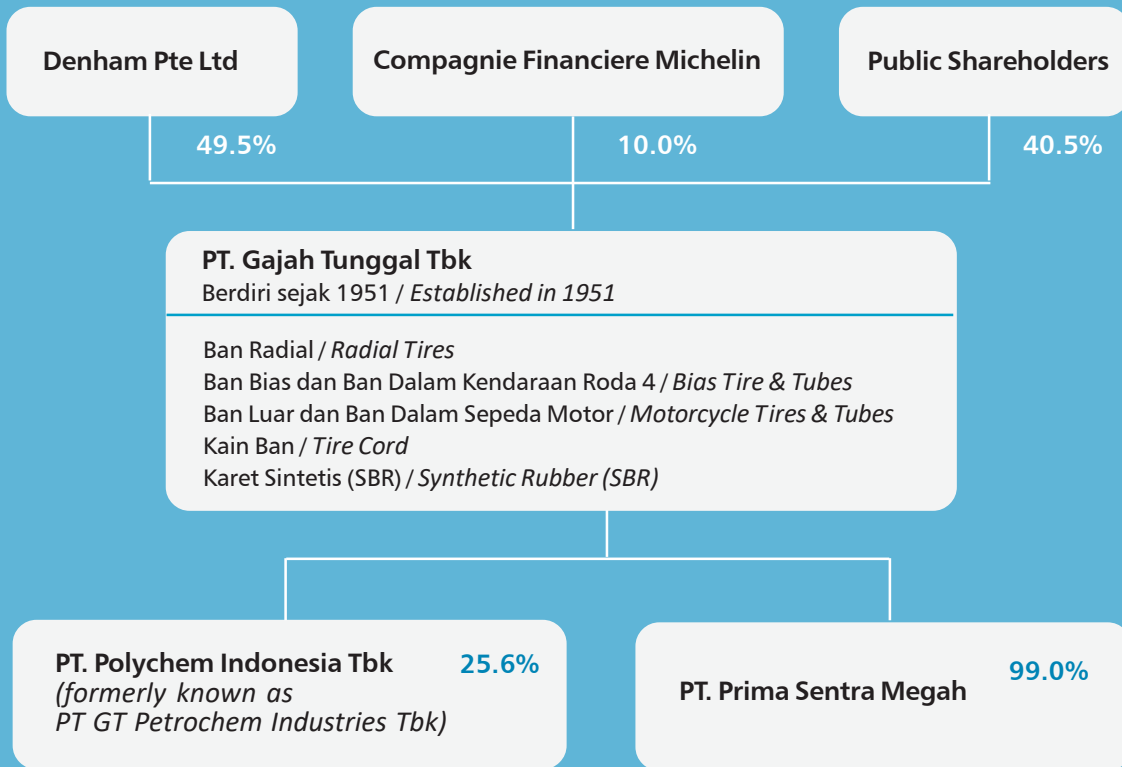 Denham Pte Ltd
Compagnie Financiere Michelin
Public Shareholders
49.5%
10.0%
40.5%
PT. Gajah Tunggal Tbk
Berdiri sejak 1951 / Established in 1951
Ban Radial / Radial Tires
Ban Bias dan Ban Dalam Kendaraan Roda 4 / Bias Tire & Tubes
Ban Luar dan Ban Dalam Sepeda Motor / Motorcycle Tires & Tubes
Kain Ban / Tire Cord
Karet Sintetis (SBR) / Synthetic Rubber (SBR)
PT. Polychem Indonesia Tbk
25.6%
(formerly known as
PT GT Petrochem Industries Tbk)
PT. Prima Sentra Megah
99.0%